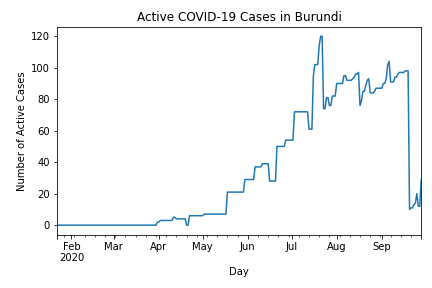 Active COVID-19 Cases in Burundi
120
100
80
60
40
20
0
Number of Active Cases
Feb Mar Apr May Jun Jul Aug Sep
2020
Day